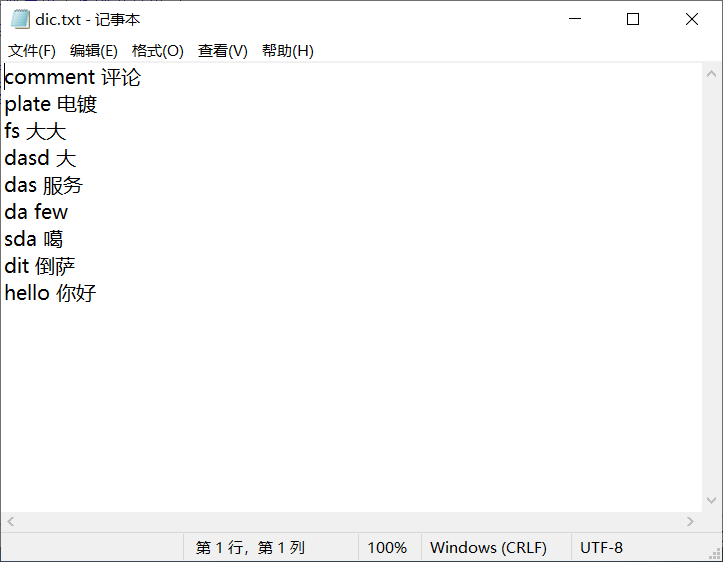 dic.txt - 记事本
文件(F) 编辑(E) 格式(O) 查看(V) 帮助(H)
comment 评论
plate 电镀
fs 大大
dasd 大
das 服务
da few
sda 噶
dit 倒萨
hello 你好
第 1 行，第 1 列 100% Windows (CRLF) UTF-8